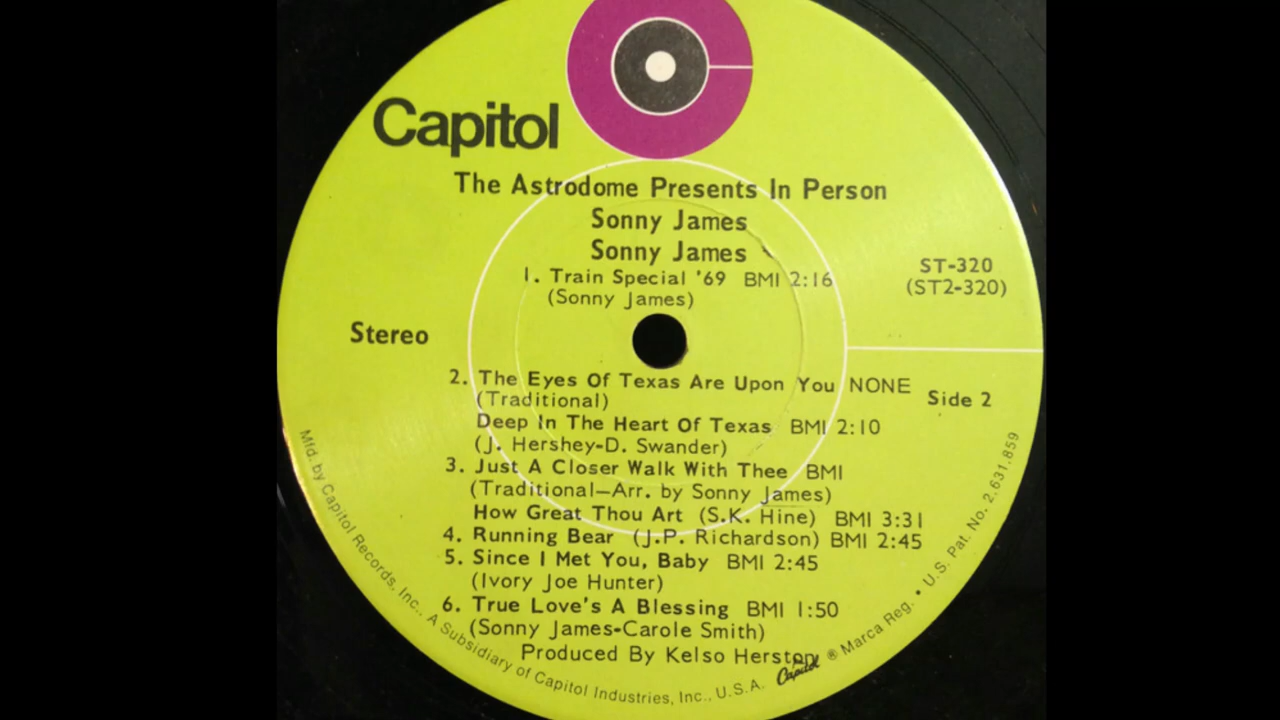 Capitol
The Astrodome Presents In Person
Sonny James
Sonny James
1. Train Special '69 BMI 2:16
(Sonny James)
ST-320
(ST2-320)
Stereo
2. The Eyes Of Texas Are Upon You NONE
(Traditional)
Side 2
Deep In The Heart Of Texas BMI 2:10
(J. Hershey-D. Swander)
3. Just A Closer Walk With Thee BMI
(Traditional—Arr. by Sonny James)
How Great Thou Art (S.K. Hine) BMI 3:31
4. Running Bear (J.P. Richardson) BMI 2:45
5. Since I Met You, Baby BMI 2:45
(Ivory Joe Hunter)
6. True Love's A Blessing BMI 1:50
(Sonny James-Carole Smith)
Produced By Kelso Herston
Mfd. by Capitol Records, Inc., A Subsidiary of Capitol Industries, Inc., U.S.A. Capitol ® Marca Reg. • U.S. Pat. No. 2.631.859